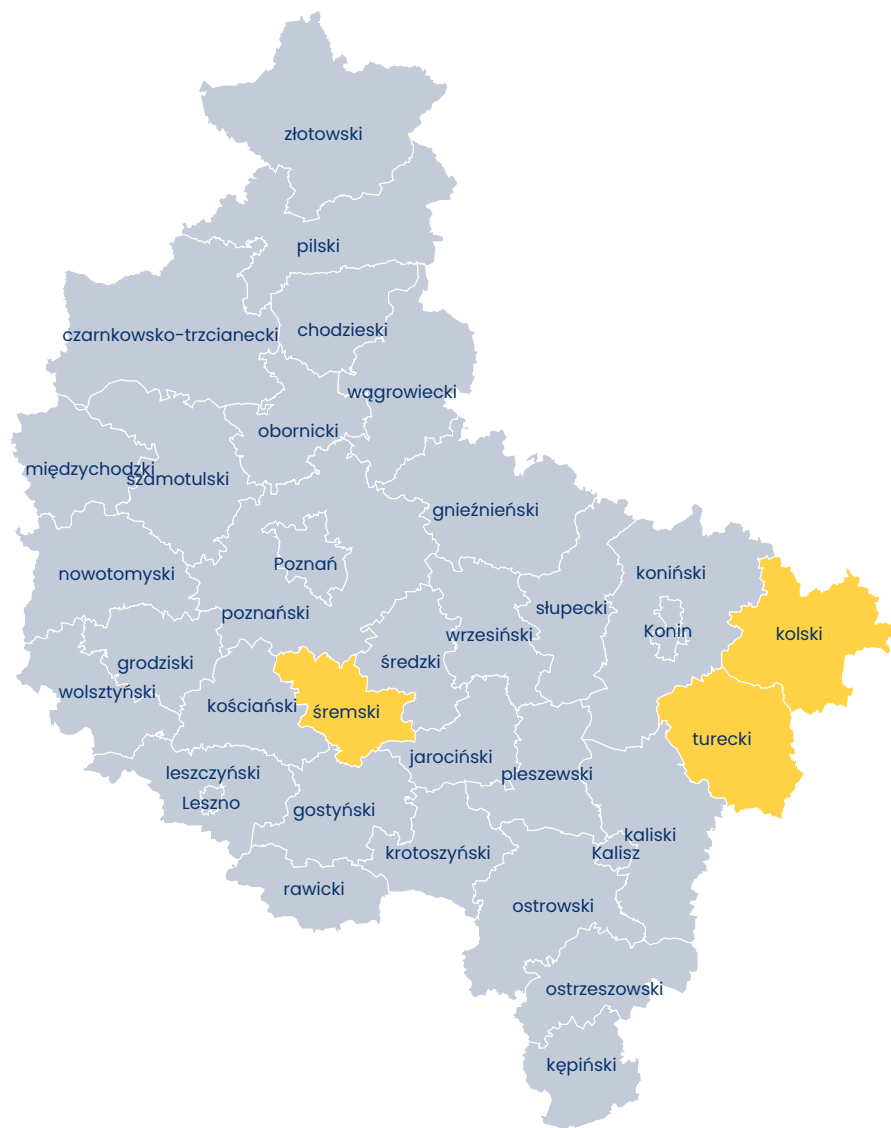 złotowski
pilski
czarnkowsko-trzcianecki
chodzieski
wągrowiecki
obornicki
międzychodzki
szamotulski
gnieźnieński
nowotomyski
Poznań
koniński
słupecki
poznański
wrzesiński
Konin
kolski
grodziski
średzki
wolsztyński
kościański
śremski
turecki
jarociński
leszczyński
pleszewski
Leszno
gostyński
kaliski
krotoszyński
Kalisz
rawicki
ostrowski
ostrzeszowski
kępiński